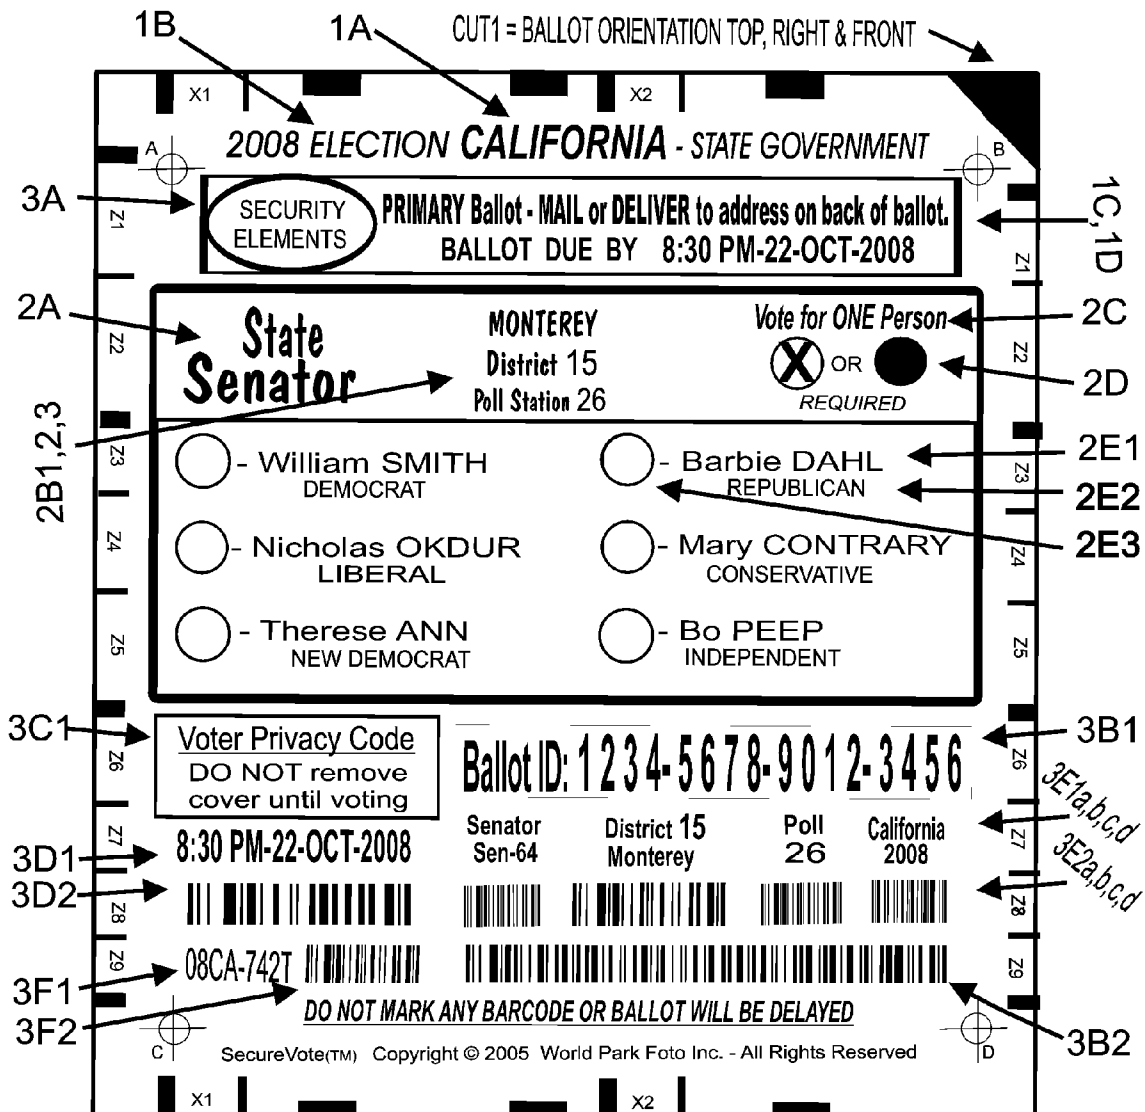 1B
1A
CUT1 = BALLOT ORIENTATION TOP, RIGHT & FRONT
X1
X2
A
2008 ELECTION CALIFORNIA - STATE GOVERNMENT
B
3A
SECURITY
ELEMENTS
PRIMARY Ballot - MAIL or DELIVER to address on back of ballot.
BALLOT DUE BY 8:30 PM-22-OCT-2008
1C, 1D
Z1
Z1
2A
State
Senator
MONTEREY
District 15
Poll Station 26
Vote for ONE Person
X OR
REQUIRED
2C
2D
Z2
Z2
2B1,2,3
- William SMITH
DEMOCRAT
- Barbie DAHL
REPUBLICAN
2E1
2E2
2E3
Z3
Z3
- Nicholas OKDUR
LIBERAL
- Mary CONTRARY
CONSERVATIVE
Z4
Z4
- Therese ANN
NEW DEMOCRAT
- Bo PEEP
INDEPENDENT
Z5
Z5
3C1
Voter Privacy Code
DO NOT remove
cover until voting
Ballot ID: 1234-5678-9012-3456
3B1
Z6
Z6
3D1
8:30 PM-22-OCT-2008
Senator
Sen-64
District 15
Monterey
Poll
26
California
2008
3E1a,b,c,d
Z7
Z7
3D2
3E2a,b,c,d
Z8
Z8
3F1
08CA-742T
Z9
Z9
3F2
DO NOT MARK ANY BARCODE OR BALLOT WILL BE DELAYED
3B2
C
D
SecureVote(TM) Copyright © 2005 World Park Foto Inc. - All Rights Reserved
X1
X2